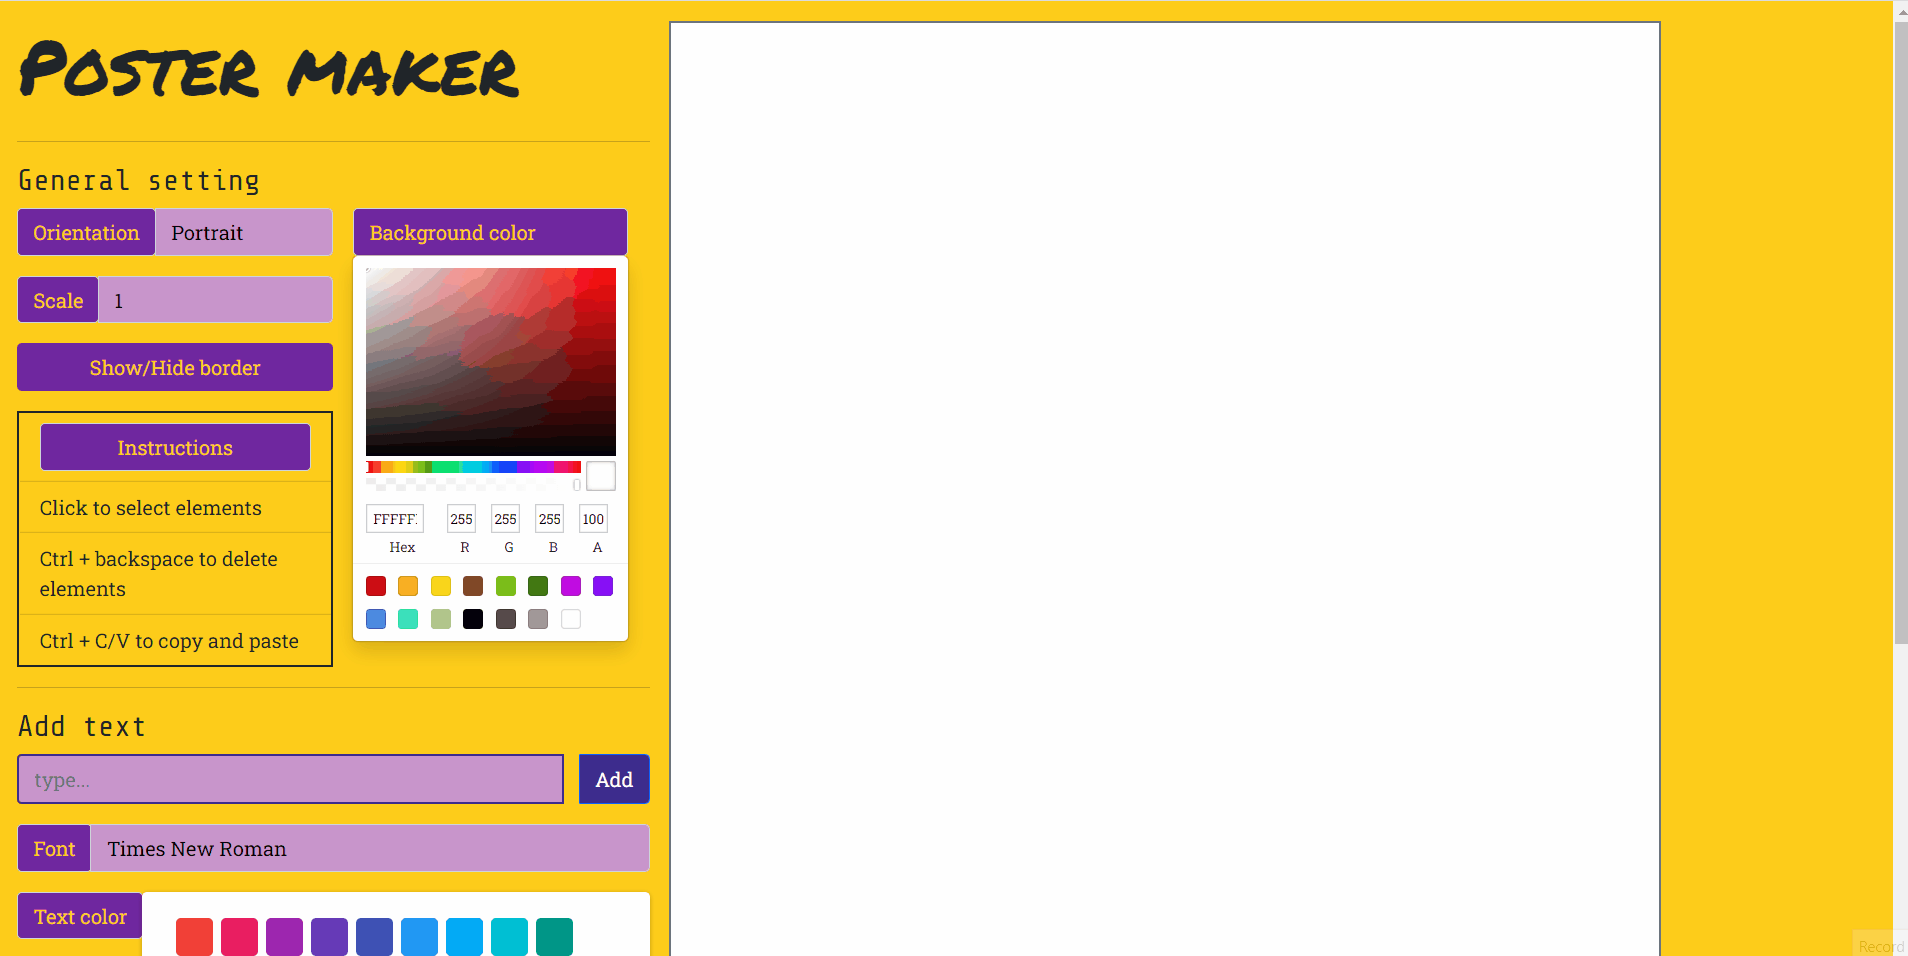 Poster maker
General setting
Orientation Portrait
Background color
Scale 1
Show/Hide border
Instructions
Click to select elements
Ctrl + backspace to delete
elements
Ctrl + C/V to copy and paste
FFFFF
255 255 255 100
Hex R G B A
Add text
type...
Add
Font Times New Roman
Text color
Record